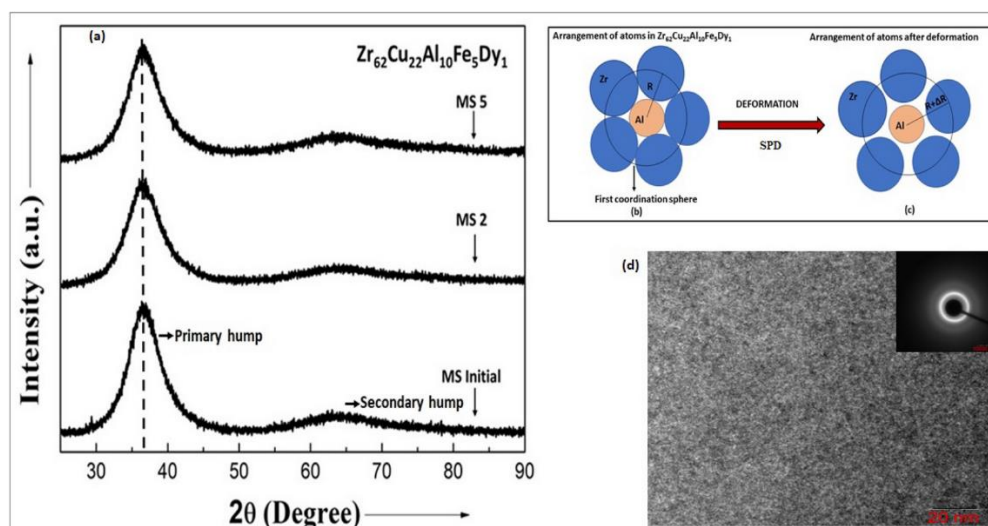 (a)
Zr₆₂Cu₂₂Al₁₀Fe₅Dy₁
MS 5
MS 2
Primary hump
MS Initial
Secondary hump
Intensity (a.u.)
30 40 50 60 70 80 90
2θ (Degree)
Arrangement of atoms in Zr₆₂Cu₂₂Al₁₀Fe₅Dy₁
Zr
R
Al
First coordination sphere
(b)
DEFORMATION
SPD
Arrangement of atoms after deformation
Zr
R+ΔR
Al
(c)
(d)
20 nm